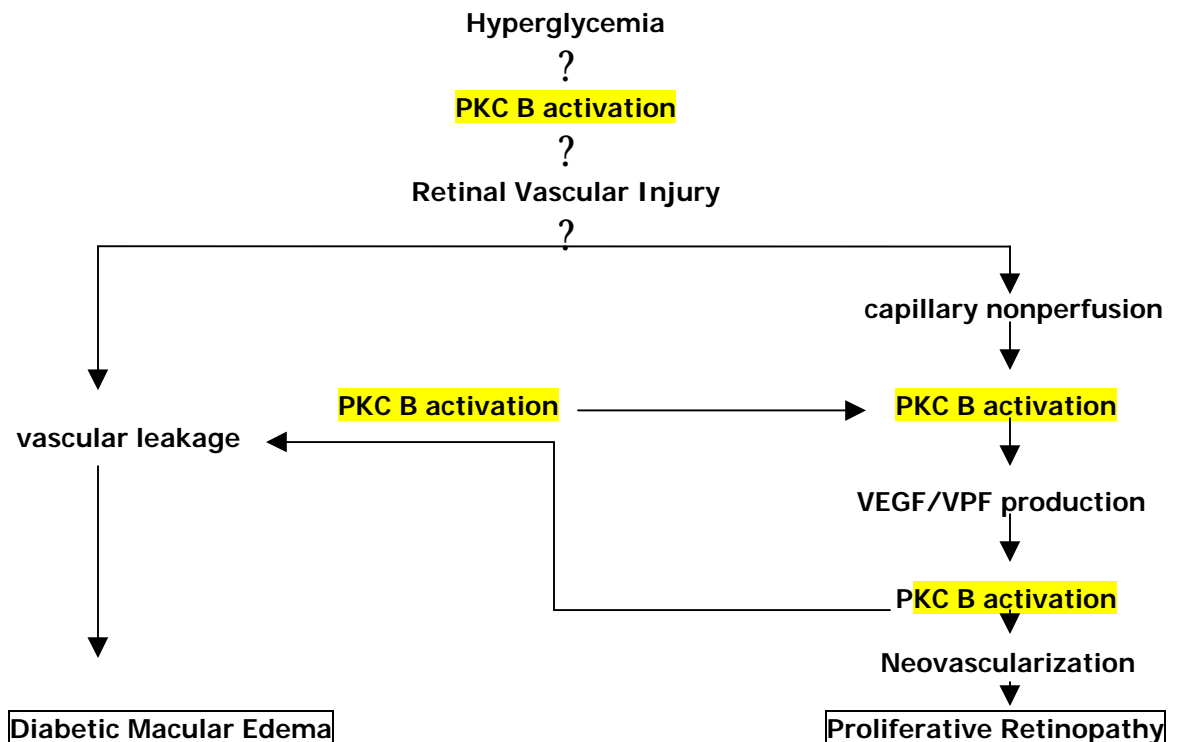 Hyperglycemia
?
PKC B activation
?
Retinal Vascular Injury
?
capillary nonperfusion
PKC B activation
PKC B activation
vascular leakage
VEGF/VPF production
PKC B activation
Neovascularization
Diabetic Macular Edema
Proliferative Retinopathy